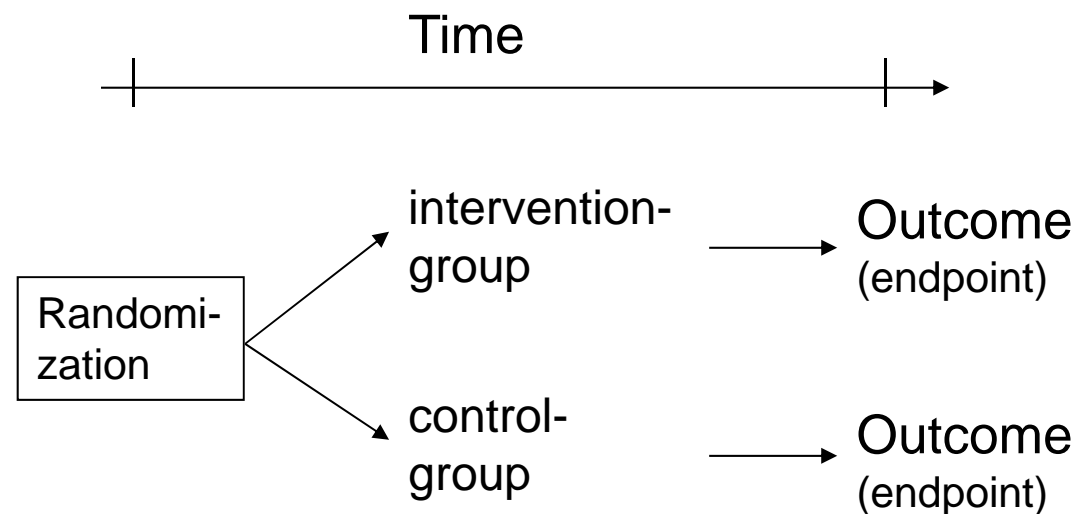 Time
intervention-
group
Outcome
(endpoint)
Randomi-
zation
control-
group
Outcome
(endpoint)